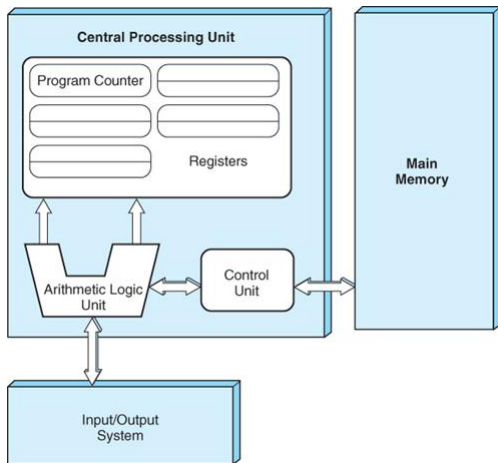 Central Processing Unit
Program Counter
Registers
Main
Memory
Arithmetic Logic
Unit
Control
Unit
Input/Output
System